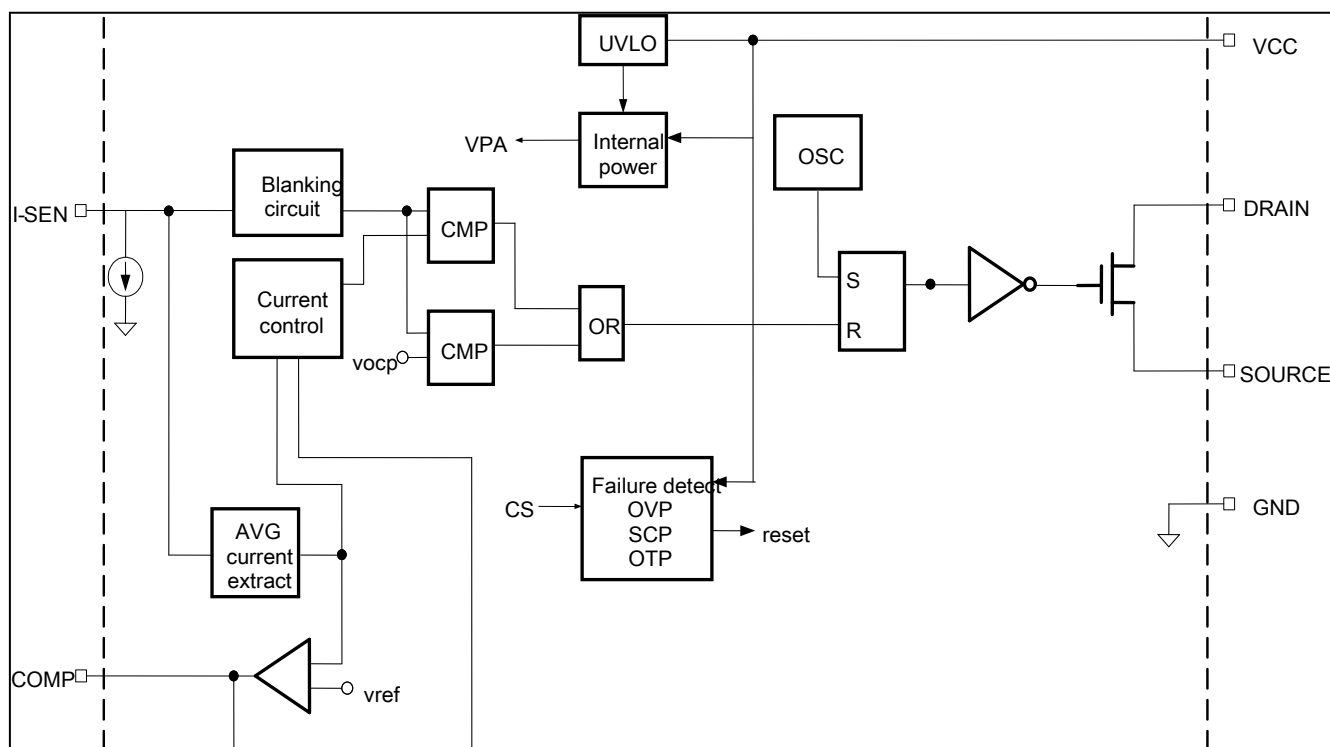 UVLO
VCC
VPA
Internal
power
OSC
Blanking
circuit
I-SEN
CMP
DRAIN
Current
control
S
R
OR
vocp
CMP
SOURCE
Failure detect
OVP
SCP
OTP
CS
reset
GND
AVG
current
extract
COMP
vref